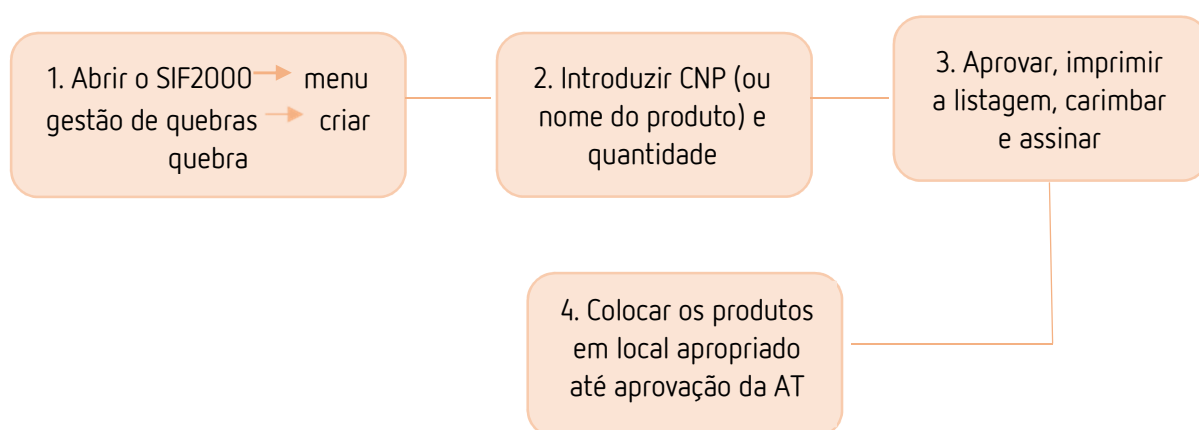 1. Abrir o SIF2000 → menu
gestão de quebras → criar
quebra
2. Introduzir CNP (ou
nome do produto) e
quantidade
3. Aprovar, imprimir
a listagem, carimbar
e assinar
4. Colocar os produtos
em local apropriado
até aprovação da AT